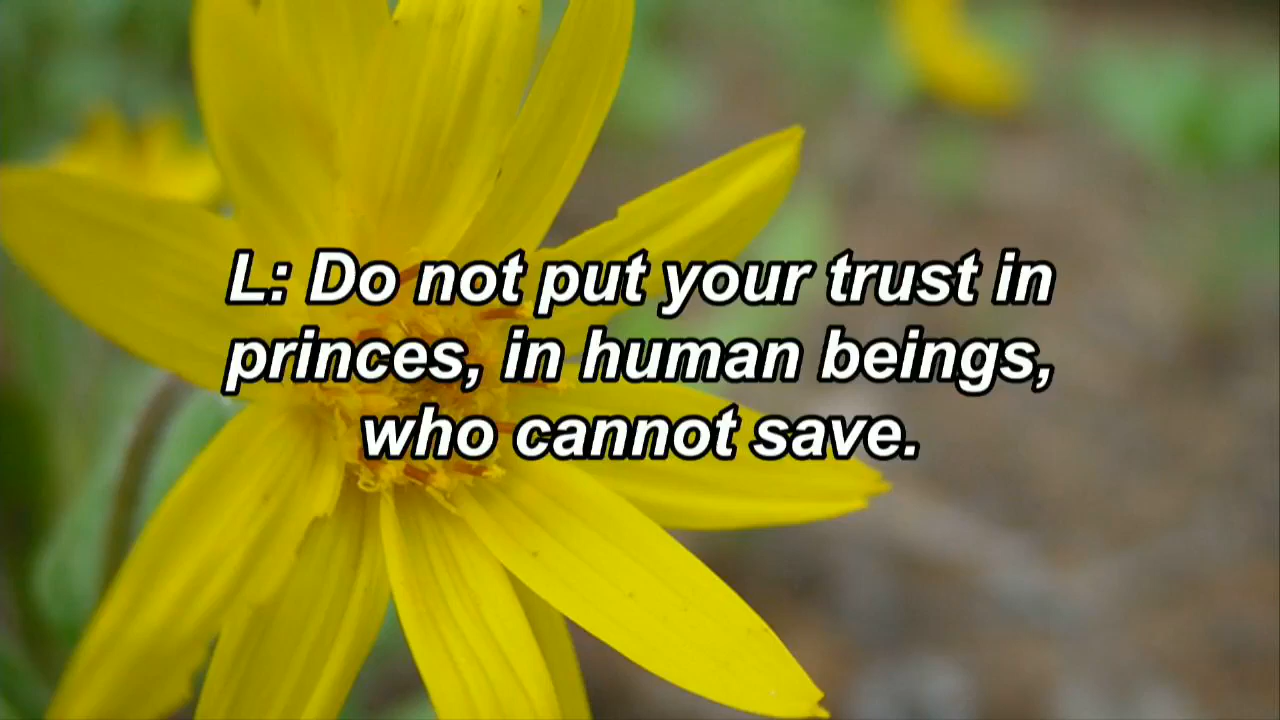 L: Do not put your trust in
princes, in human beings,
who cannot save.